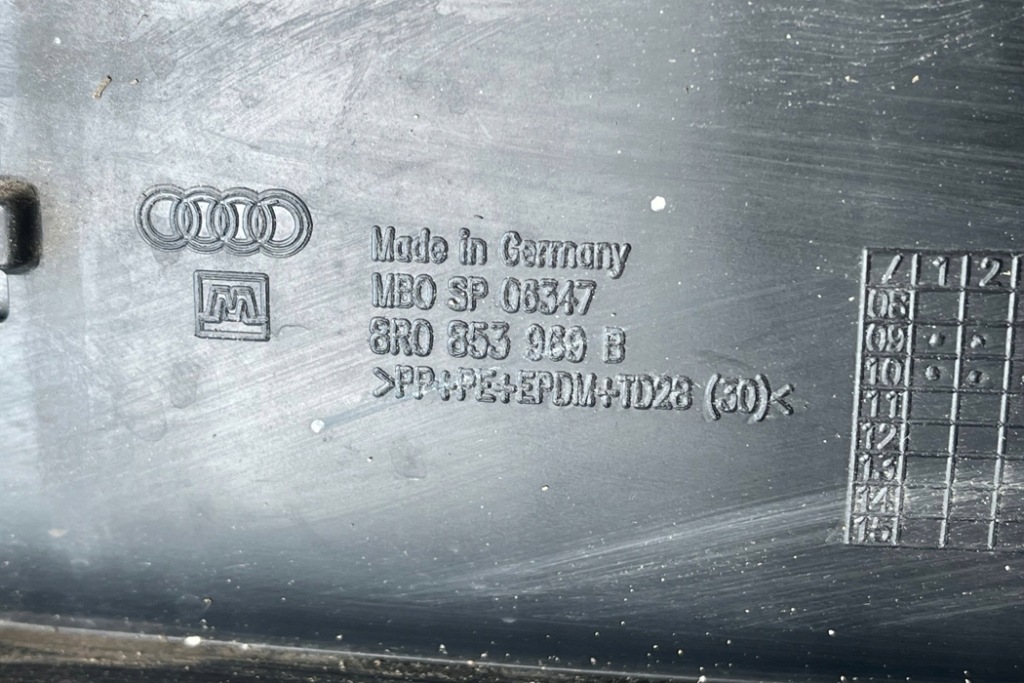 Made in Germany
MBO SP 06347
8R0 853 969 B
>PP+PE+EPDM+TD28 (30)<
M
/ 1 2
08
09
10
11
12
13
14
15